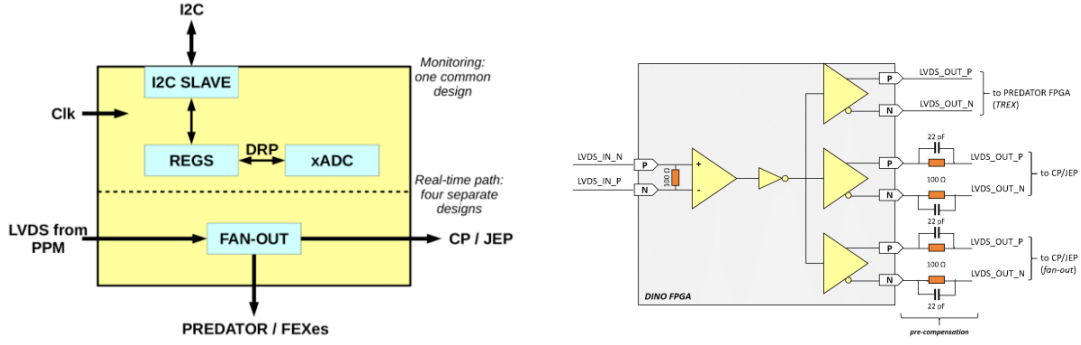 I2C
I2C SLAVE
Monitoring:
one common
design
Clk
REGS
DRP
xADC
Real-time path:
four separate
designs
LVDS from
PPM
FAN-OUT
CP / JEP
PREDATOR / FEXes
LVDS_IN_N
P
LVDS_IN_P
N
100 Ω
+
-
P
LVDS_OUT_P
N
LVDS_OUT_N
to PREDATOR FPGA
(TREX)
22 pF
P
LVDS_OUT_P
100 Ω
to CP/JEP
N
LVDS_OUT_N
22 pF
22 pF
P
LVDS_OUT_P
100 Ω
to CP/JEP
(fan-out)
N
LVDS_OUT_N
22 pF
DINO FPGA
pre-compensation